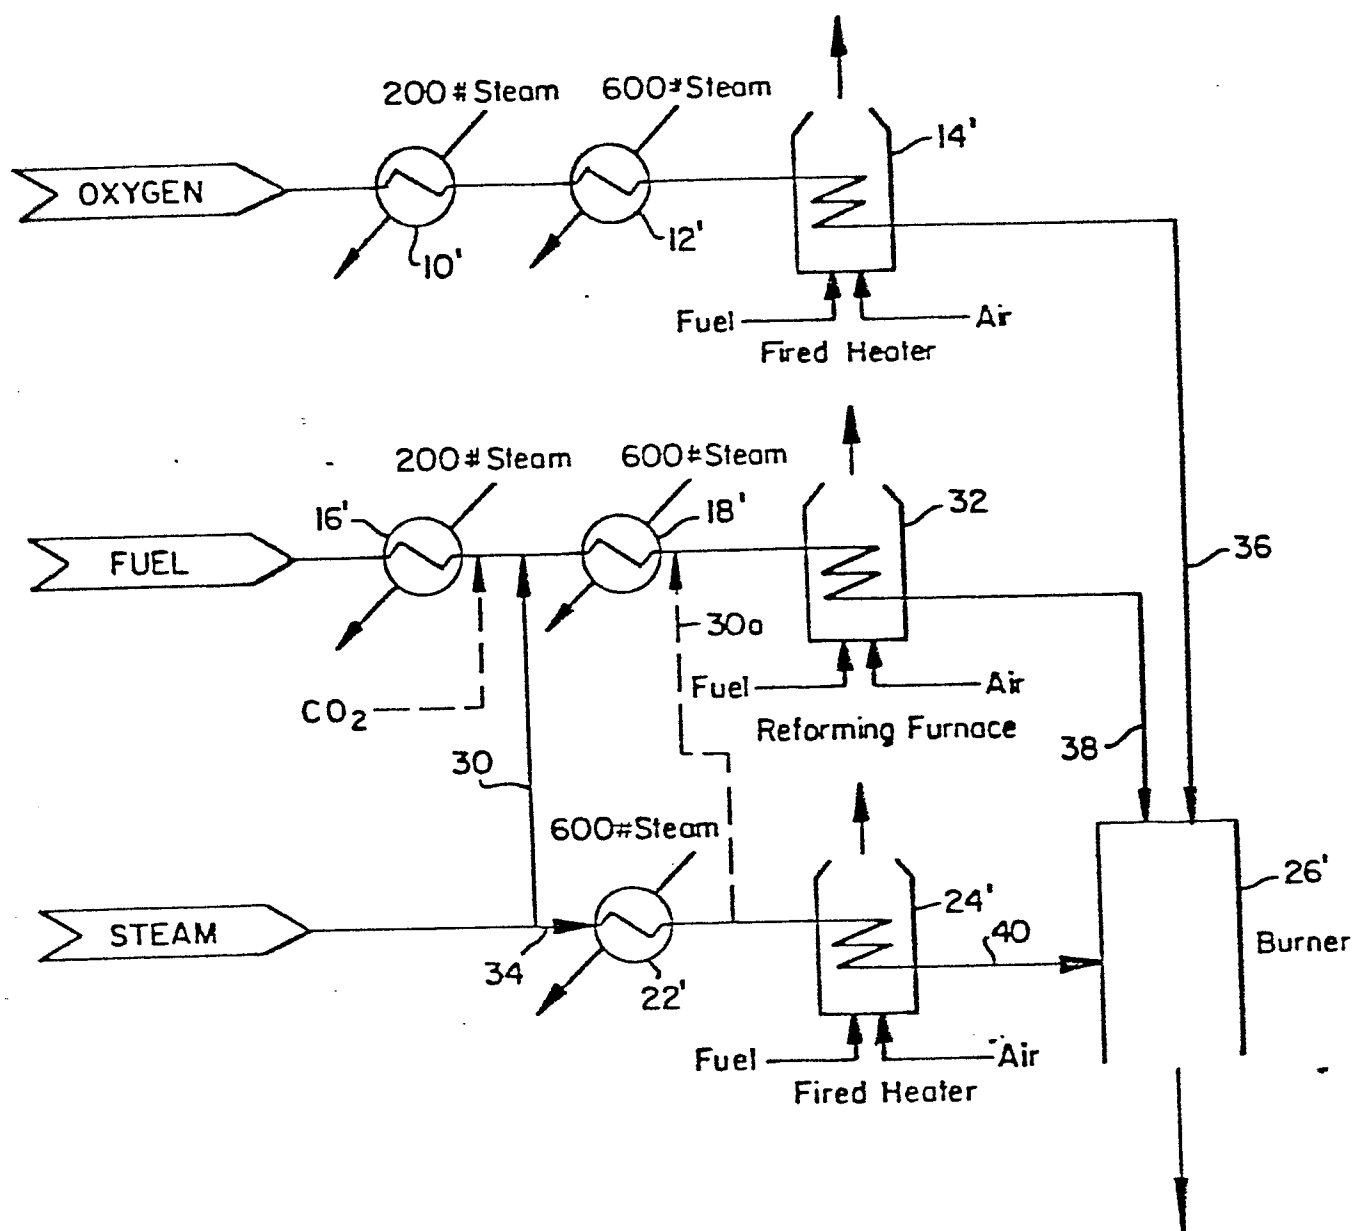 200# Steam
600# Steam
OXYGEN
14'
10'
12'
Fuel
Air
Fired Heater
200# Steam
600# Steam
16'
18'
32
FUEL
36
30a
CO2
Fuel
Air
Reforming Furnace
38
30
600# Steam
26'
24'
STEAM
40
Burner
34
22'
Fuel
Air
Fired Heater